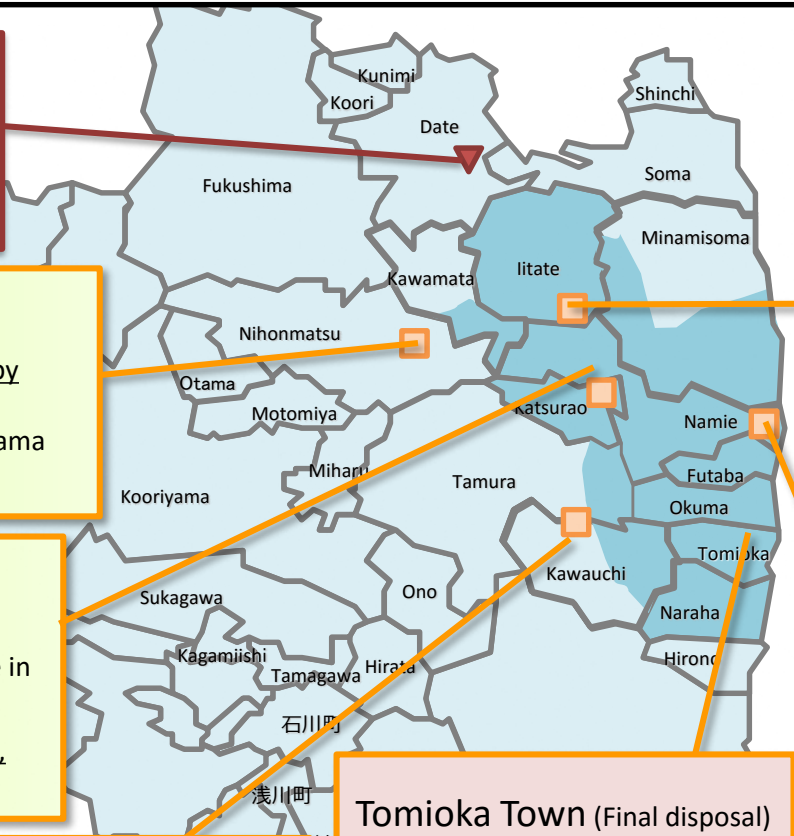 Kunimi
Koori
Shinchi
Date
Soma
Fukushima
Minamisoma
Iitate
Kawamata
Nihonmatsu
by
Otama
Katsurao
Motomiya
Namie
ama
Miharu
Futaba
Tamura
Kooriyama
Okuma
Tomioka
Kawauchi
Ono
Sukagawa
Naraha
Kagamiishi
Hirono
in
Hirata
Tamagawa
石川町
浅川町
Tomioka Town (Final disposal)